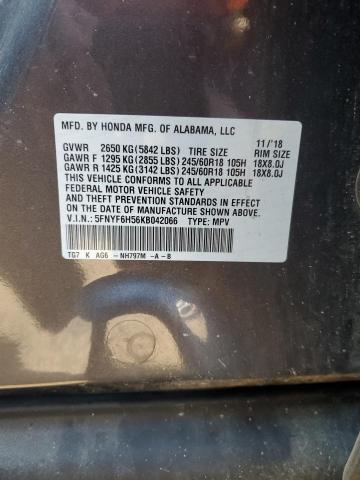 MFD. BY HONDA MFG. OF ALABAMA, LLC
11/'18
GVWR 2650 KG(5842 LBS) TIRE SIZE RIM SIZE
GAWR F 1295 KG(2855 LBS) 245/60R18 105H 18X8.0J
GAWR R 1425 KG(3142 LBS) 245/60R18 105H 18X8.0J
THIS VEHICLE CONFORMS TO ALL APPLICABLE
FEDERAL MOTOR VEHICLE SAFETY
AND THEFT PREVENTION STANDARDS IN EFFECT
ON THE DATE OF MANUFACTURE SHOWN ABOVE.
V.I.N.: 5FNYF6H56KB042066 TYPE: MPV
TG7 K AG6 -NH797M -A -B